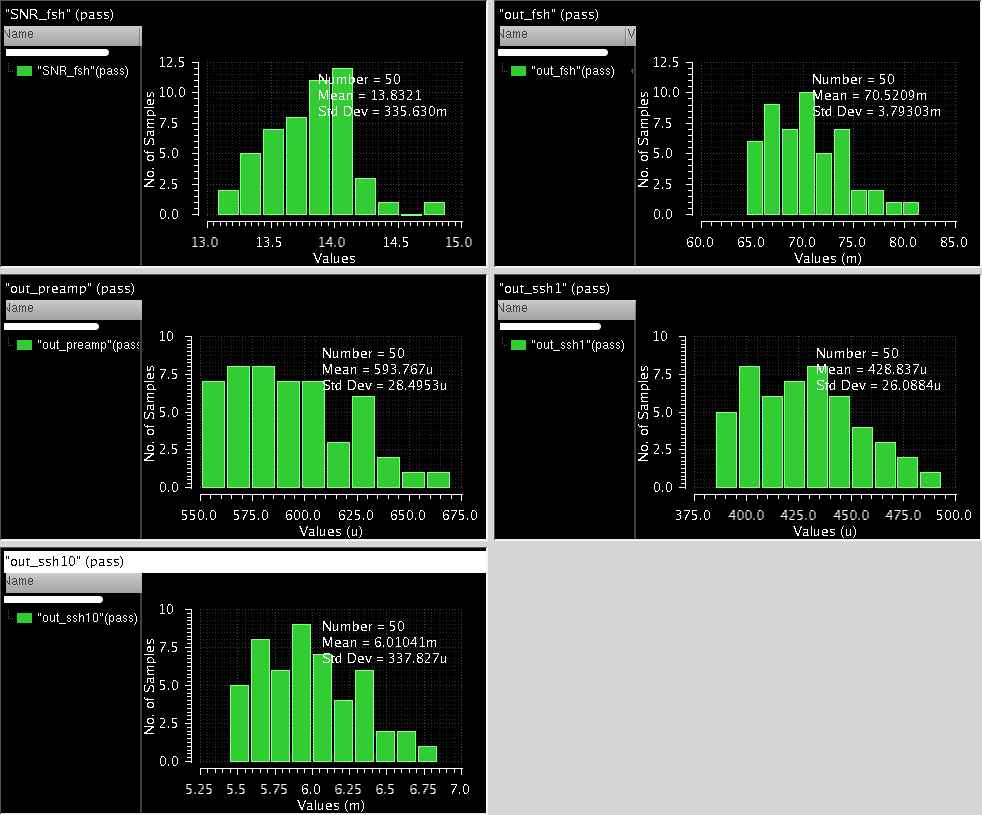 "SNR_fsh" (pass)
Name
"SNR_fsh"(pass)
12.5
10.0
7.5
5.0
2.5
0.0
No. of Samples
Number = 50
Mean = 13.8321
Std Dev = 335.630m
13.0 13.5 14.0 14.5 15.0
Values
"out_fsh" (pass)
Name V
"out_fsh"(pass)
12.5
10.0
7.5
5.0
2.5
0.0
No. of Samples
Number = 50
Mean = 70.5209m
Std Dev = 3.79303m
60.0 65.0 70.0 75.0 80.0 85.0
Values (m)
"out_preamp" (pass)
Name
"out_preamp"(pass
10
7.5
5.0
2.5
0.0
No. of Samples
Number = 50
Mean = 593.767u
Std Dev = 28.4953u
550.0 575.0 600.0 625.0 650.0 675.0
Values (u)
"out_ssh1" (pass)
Name
"out_ssh1"(pass)
10
7.5
5.0
2.5
0.0
No. of Samples
Number = 50
Mean = 428.837u
Std Dev = 26.0884u
375.0 400.0 425.0 450.0 475.0 500.0
Values (u)
"out_ssh10" (pass)
Name
"out_ssh10"(pass)
10
7.5
5.0
2.5
0.0
No. of Samples
Number = 50
Mean = 6.01041m
Std Dev = 337.827u
5.25 5.5 5.75 6.0 6.25 6.5 6.75 7.0
Values (m)